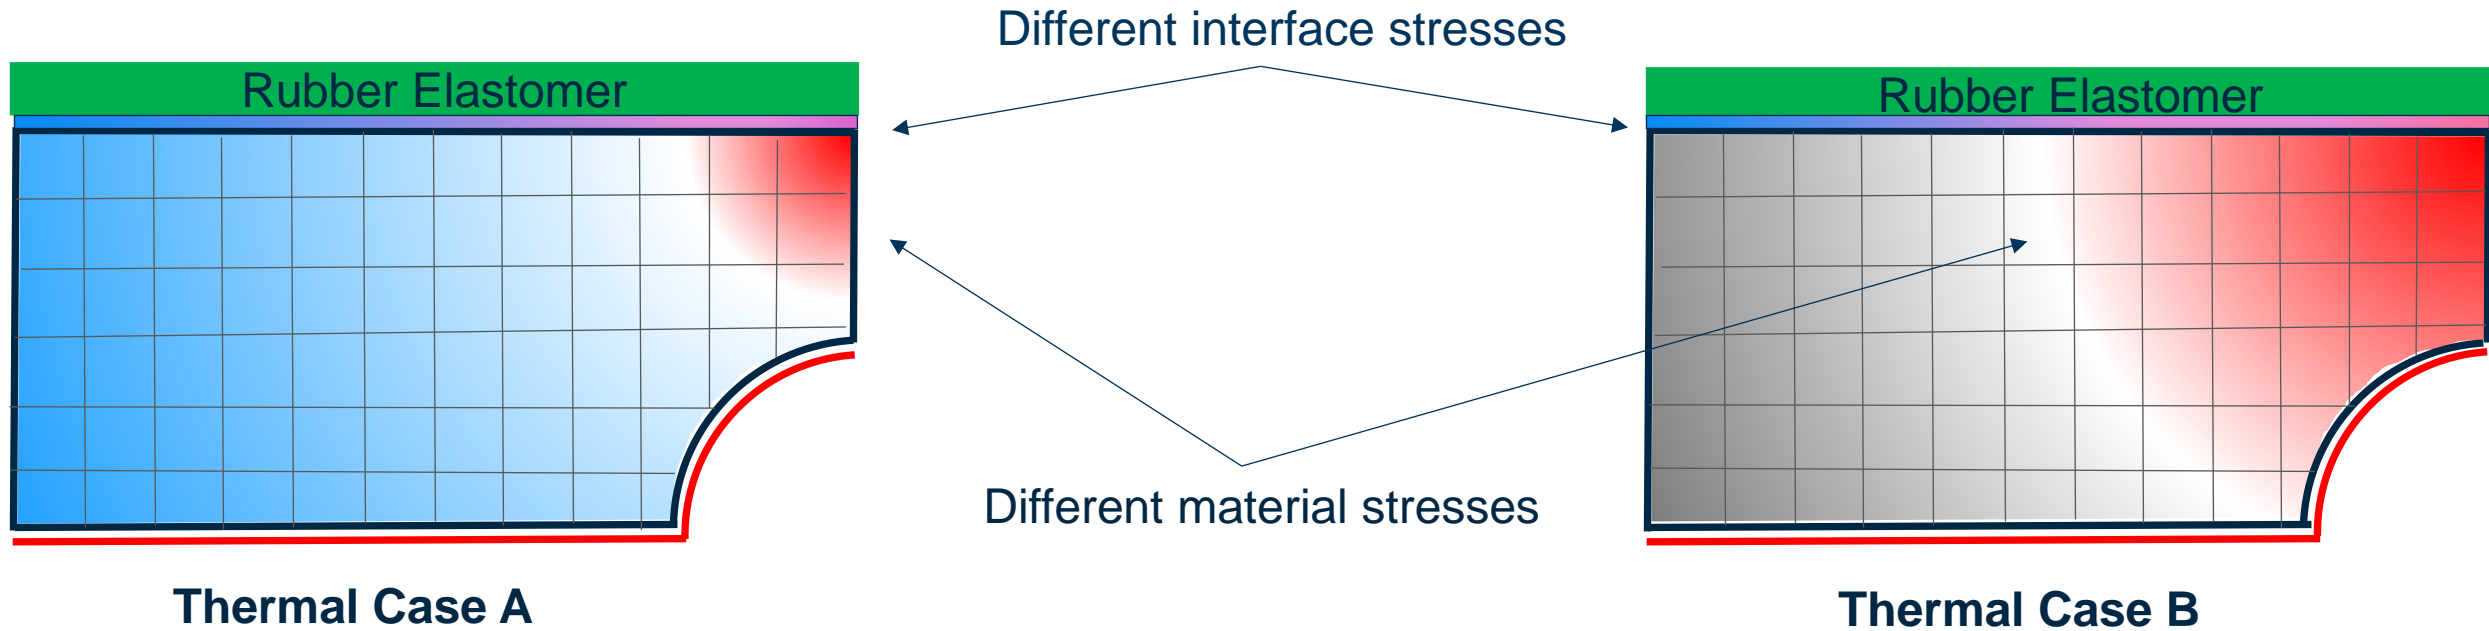 Different interface stresses
Rubber Elastomer
Rubber Elastomer
Different material stresses
Thermal Case A
Thermal Case B